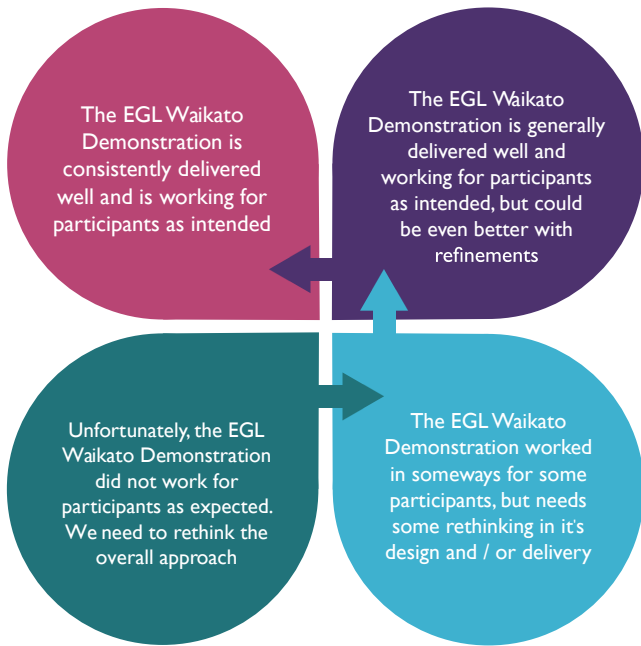 The EGL Waikato
Demonstration is
consistently delivered
well and is working for
participants as intended
The EGL Waikato
Demonstration is generally
delivered well and
working for participants
as intended, but could
be even better with
refinements
Unfortunately, the EGL
Waikato Demonstration
did not work for
participants as expected.
We need to rethink the
overall approach
The EGL Waikato
Demonstration worked
in someways for some
participants, but needs
some rethinking in it's
design and / or delivery